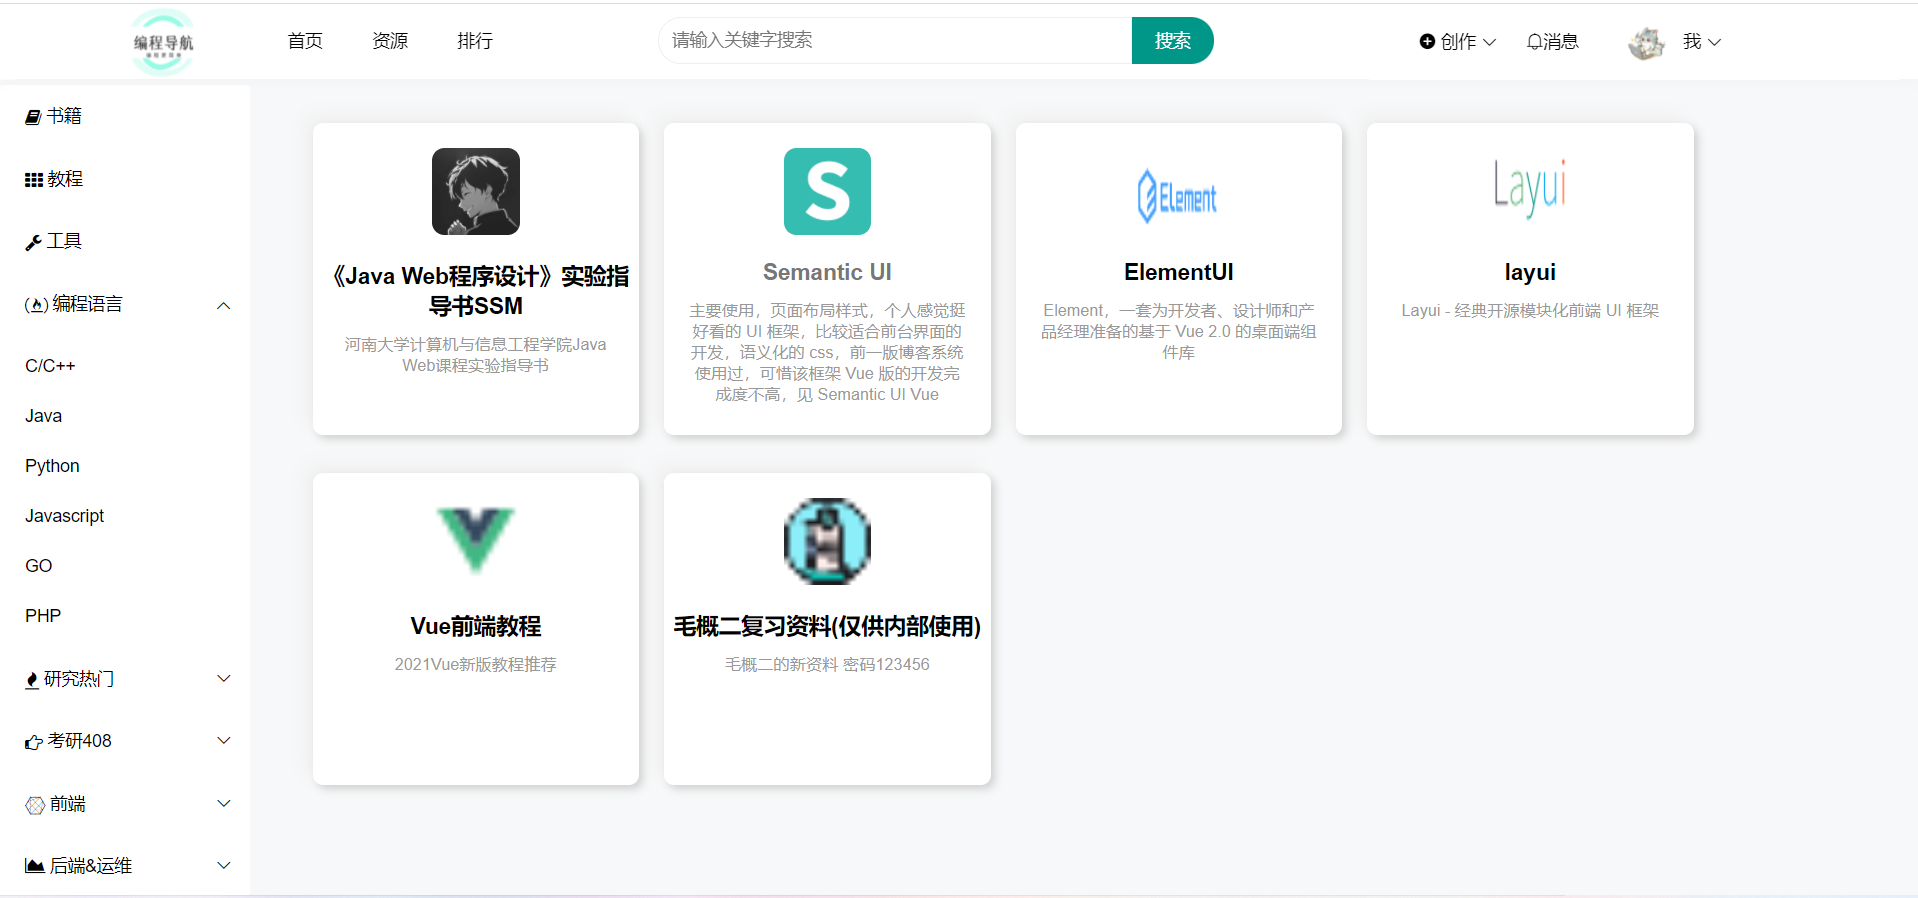 编程导航
首页
资源
排行
请输入关键字搜索
搜索
创作
消息
我
书籍
教程
工具
编程语言
C/C++
Java
Python
Javascript
GO
PHP
研究热门
考研408
前端
后端&运维
《Java Web程序设计》实验指
导书SSM
河南大学计算机与信息工程学院Java
Web课程实验指导书
S
Semantic UI
主要使用，页面布局样式，个人感觉挺
好看的 UI 框架，比较适合前台界面的
开发，语义化的 css，前一版博客系统
使用过，可惜该框架 Vue 版的开发完
成度不高，见 Semantic UI Vue
Element
ElementUI
Element，一套为开发者、设计师和产
品经理准备的基于 Vue 2.0 的桌面端组
件库
Layui
layui
Layui - 经典开源模块化前端 UI 框架
Vue前端教程
2021Vue新版教程推荐
毛概二复习资料(仅供内部使用)
毛概二的新资料 密码123456